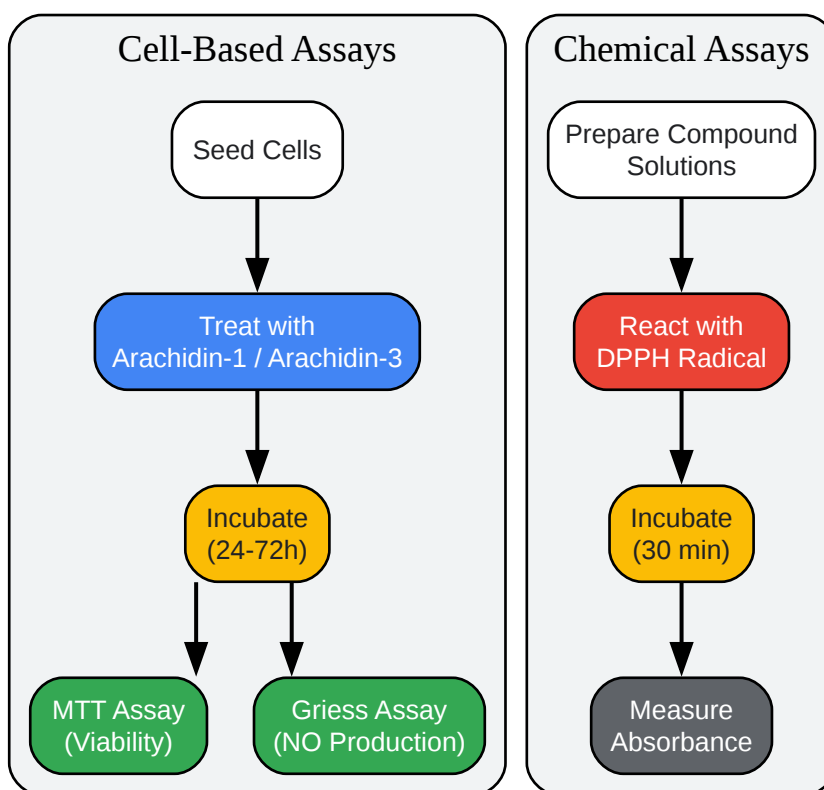 Cell-Based Assays
Seed Cells
Treat with
Arachidin-1 / Arachidin-3
Incubate
(24-72h)
MTT Assay
(Viability)
Griess Assay
(NO Production)
Chemical Assays
Prepare Compound
Solutions
React with
DPPH Radical
Incubate
(30 min)
Measure
Absorbance